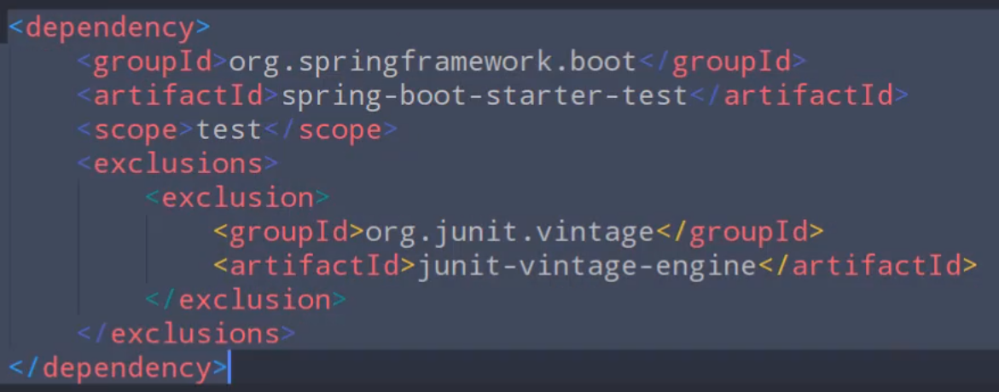 <dependency>
<groupId>org.springframework.boot</groupId>
<artifactId>spring-boot-starter-test</artifactId>
<scope>test</scope>
<exclusions>
<exclusion>
<groupId>org.junit.vintage</groupId>
<artifactId>junit-vintage-engine</artifactId>
</exclusion>
</exclusions>
</dependency>